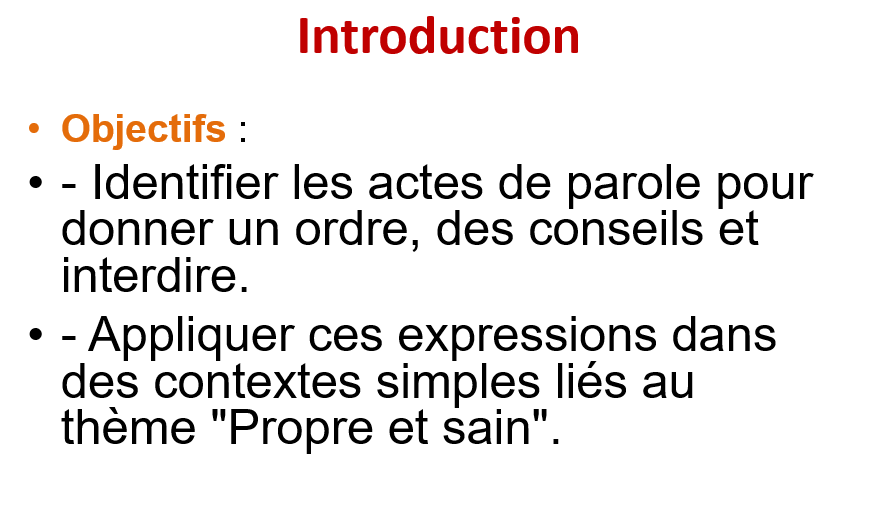 Introduction
• Objectifs :
• - Identifier les actes de parole pour
donner un ordre, des conseils et
interdire.
• - Appliquer ces expressions dans
des contextes simples liés au
thème "Propre et sain".